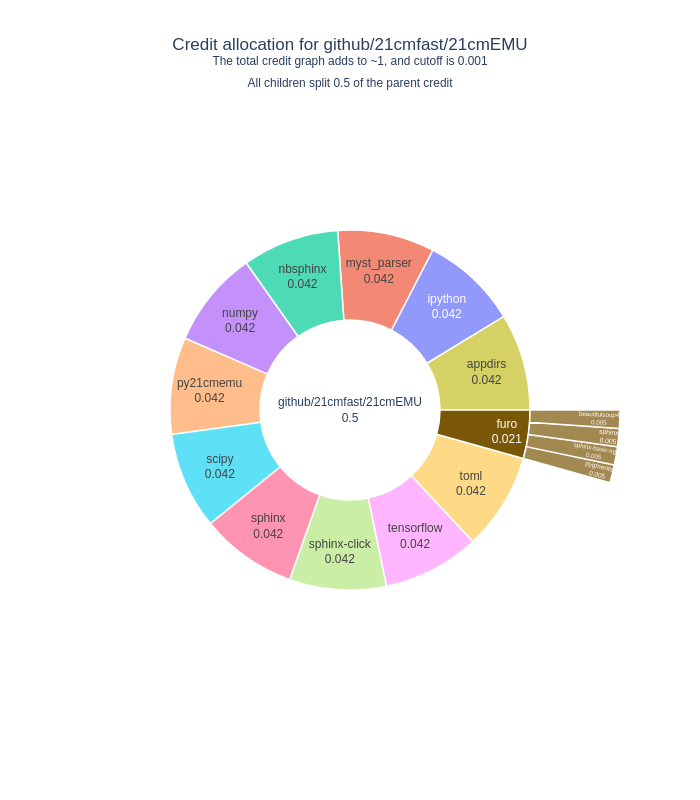 Credit allocation for github/21cmfast/21cmEMU
The total credit graph adds to ~1, and cutoff is 0.001
All children split 0.5 of the parent credit
myst_parser
0.042
nbsphinx
0.042
ipython
0.042
numpy
0.042
appdirs
0.042
py21cmemu
0.042
github/21cmfast/21cmEMU
0.5
furo
0.021
beautifulsoup4
0.005
sphinx
0.005
sphinx-basic-ng
0.005
pygments
0.005
scipy
0.042
toml
0.042
sphinx
0.042
tensorflow
0.042
sphinx-click
0.042